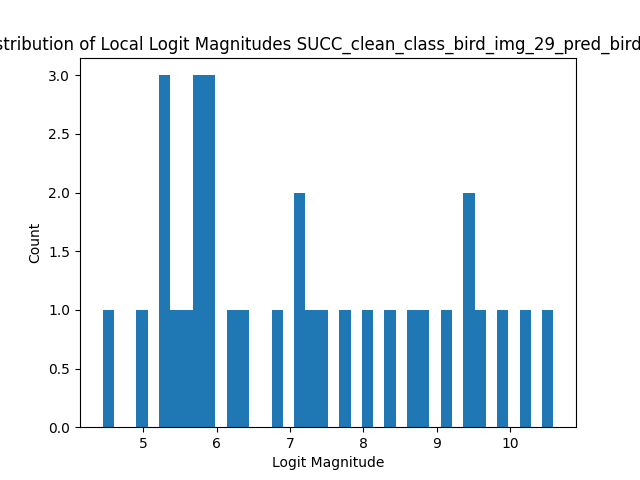 stribution of Local Logit Magnitudes SUCC_clean_class_bird_img_29_pred_bird
3.0
2.5
2.0
1.5
1.0
0.5
0.0
Count
5 6 7 8 9 10
Logit Magnitude